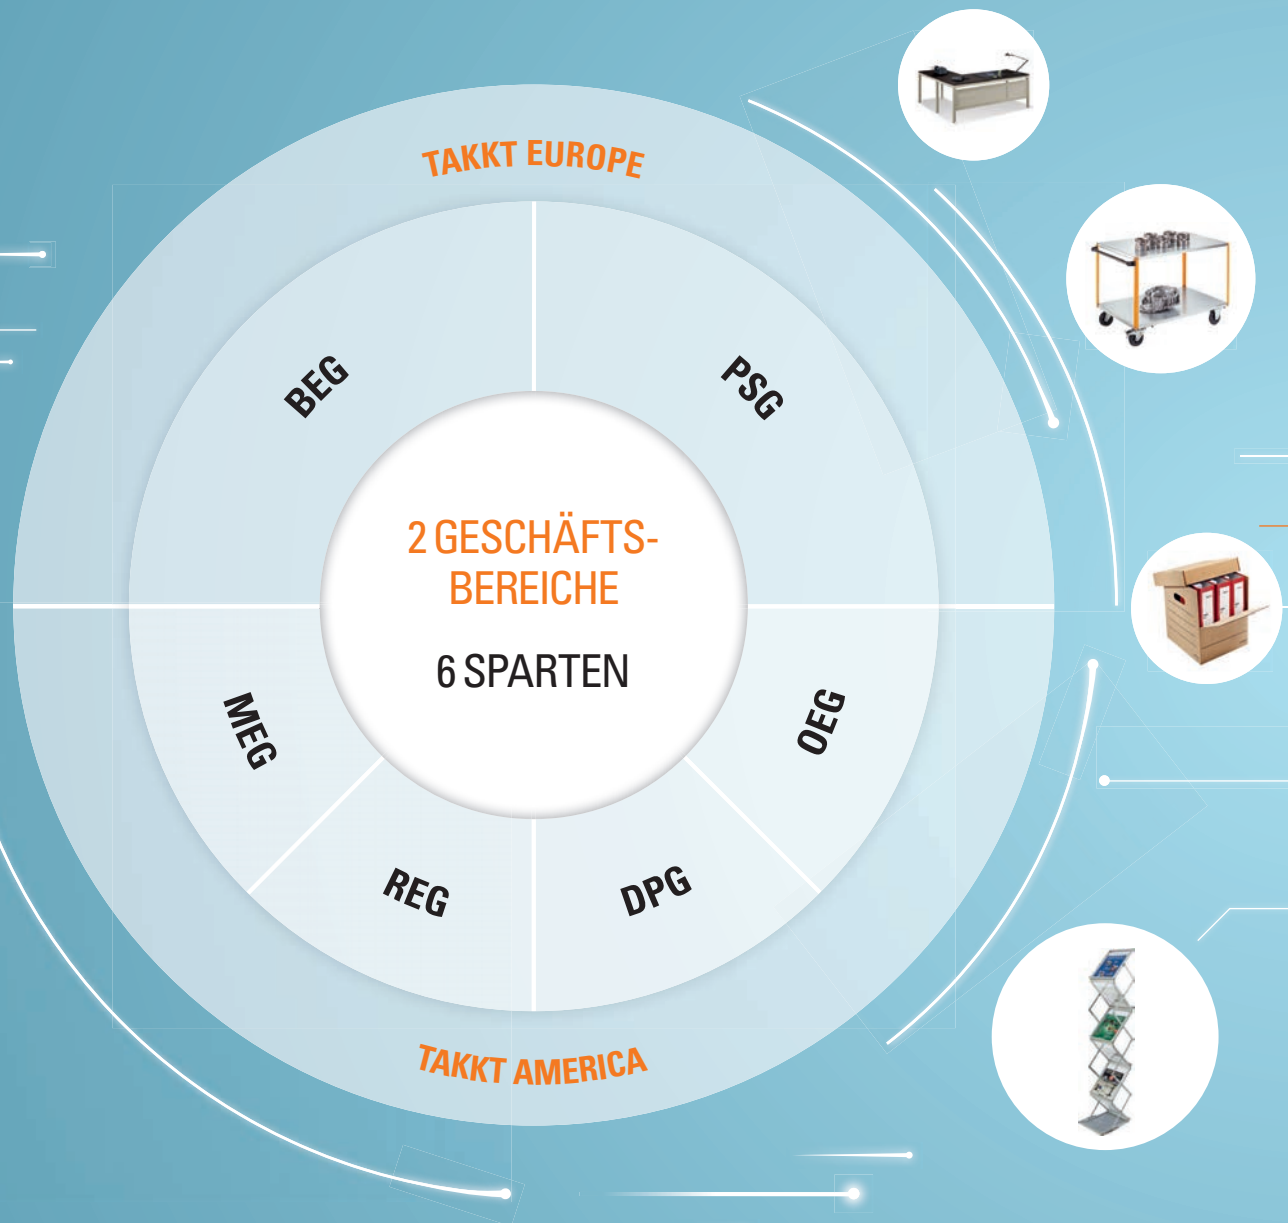 TAKKT EUROPE
BEG
PSG
2 GESCHÄFTS-
BEREICHE
6 SPARTEN
MEG
OEG
REG
DPG
TAKKT AMERICA